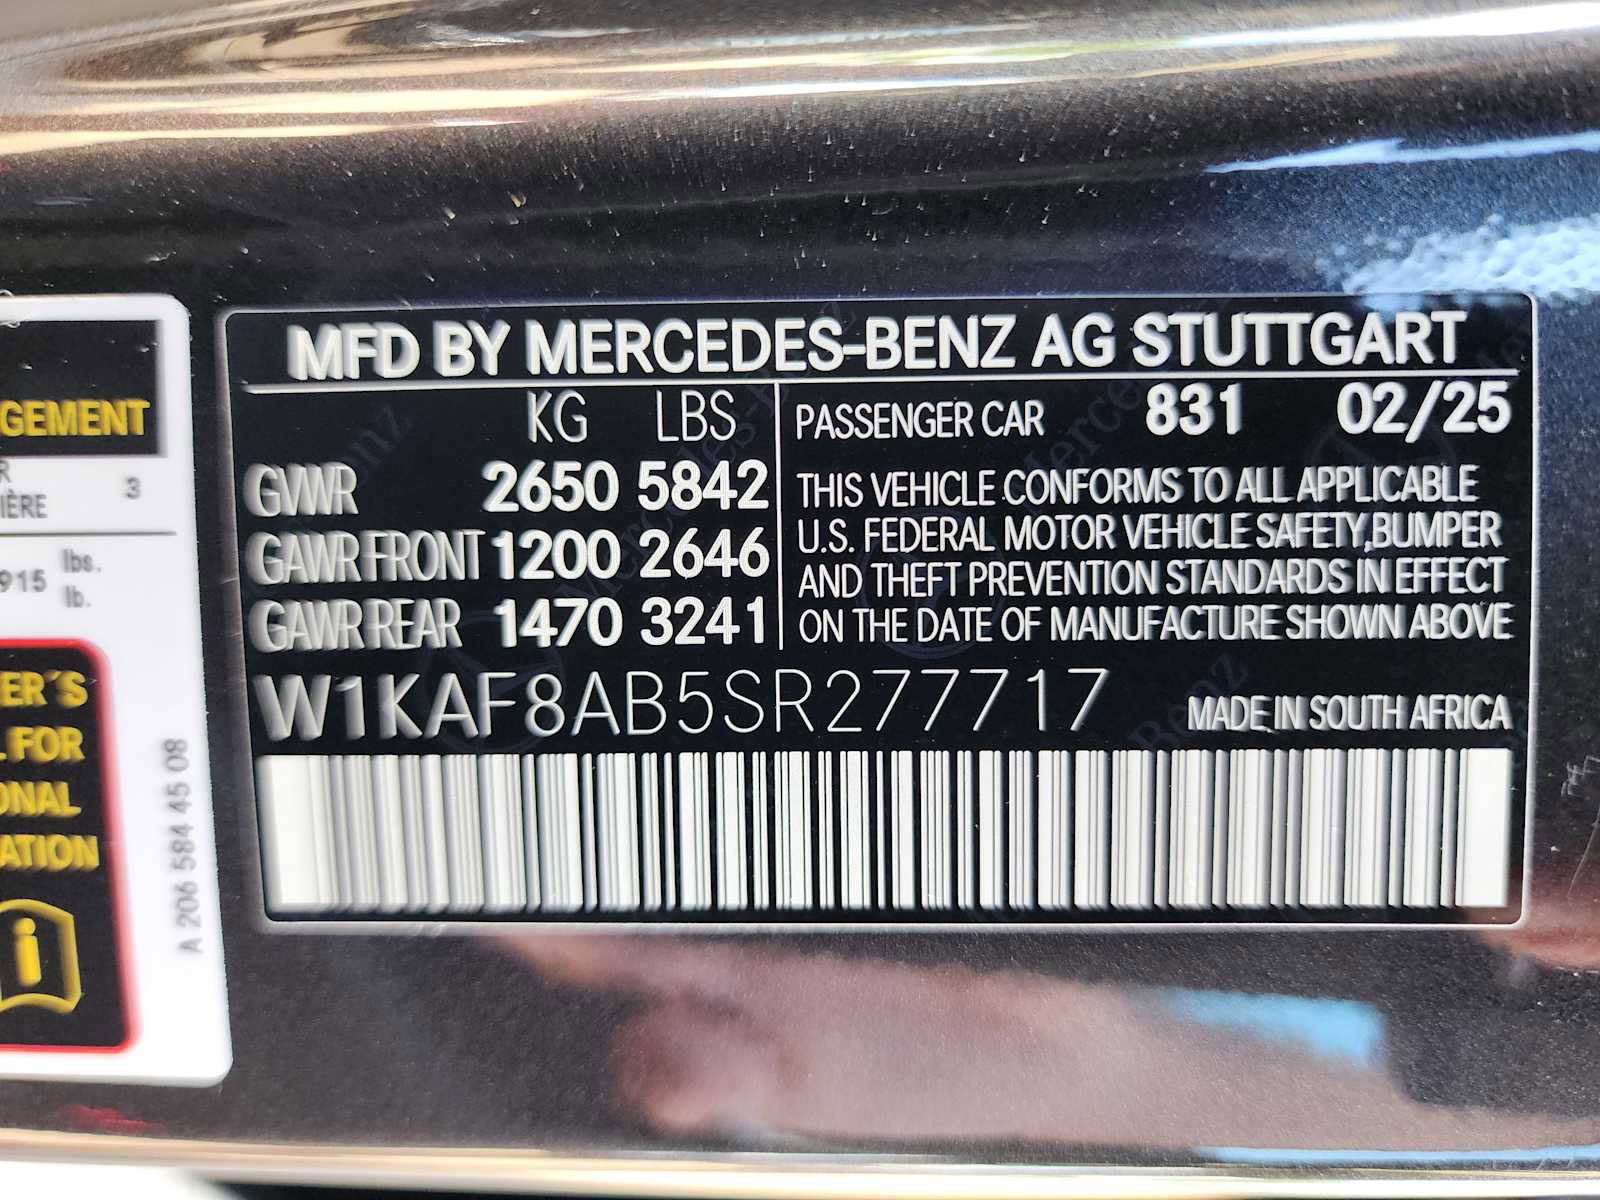 GEMENT
R
IÈRE 3
915 lbs.
lb.
ER´S
L FOR
ONAL
ATION
i
A 206 584 45 08
MFD BY MERCEDES-BENZ AG STUTTGART
KG LBS
GVWR 2650 5842
GAWR FRONT 1200 2646
GAWR REAR 1470 3241
PASSENGER CAR 831 02/25
THIS VEHICLE CONFORMS TO ALL APPLICABLE
U.S. FEDERAL MOTOR VEHICLE SAFETY,BUMPER
AND THEFT PREVENTION STANDARDS IN EFFECT
ON THE DATE OF MANUFACTURE SHOWN ABOVE
W1KAF8AB5SR277717
MADE IN SOUTH AFRICA